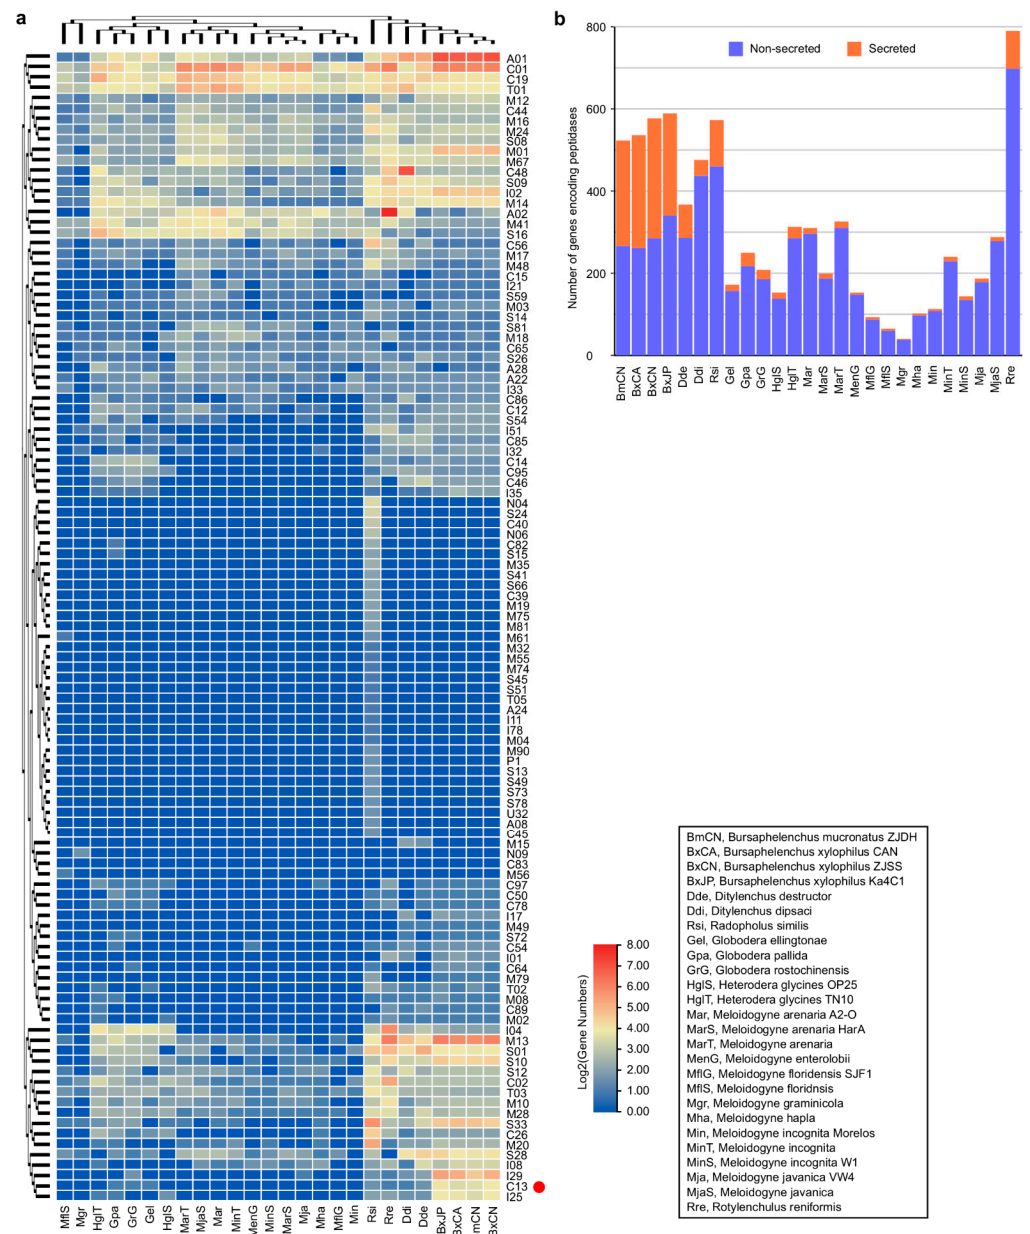 a
A01
C01
C19
T01
M12
C44
M16
M24
S08
M01
M67
C48
S09
I02
M14
A02
M41
S16
C56
M17
M48
C15
I21
S59
M03
S14
S81
M18
C65
S26
A28
A22
I33
C86
C12
S54
I51
C85
I32
C14
C95
C46
I35
N04
S24
C40
N06
C82
S15
M35
S41
S66
C39
M19
M75
M81
M61
M32
M55
M74
S45
S51
T05
A24
I11
I78
M04
M90
P1
S13
S49
S73
S78
U32
A08
C45
M15
N09
C83
M56
C97
C50
C78
I17
M49
S72
C54
I01
C64
M79
T02
M08
C89
M02
I04
M13
S01
S10
S12
C02
T03
M10
M28
S33
C26
M20
S28
I08
I29
C13
I25
MflS
Mgr
HglT
Gpa
GrG
Gel
HglS
MarT
MjaS
Mar
MinT
MenG
MinS
MarS
Mja
Mha
MflG
Min
Rsi
Rre
Ddi
Dde
BxJP
BxCA
mCN
BxCN
b
800
600
400
200
0
Number of genes encoding peptidases
Non-secreted
Secreted
BmCN
BxCA
BxCN
BxJP
Dde
Ddi
Rsi
Gel
Gpa
GrG
HglS
HglT
Mar
MarS
MarT
MenG
MflG
MflS
Mgr
Mha
Min
MinT
MinS
Mja
MjaS
Rre
Log2(Gene Numbers)
8.00
7.00
6.00
5.00
4.00
3.00
2.00
1.00
0.00
BmCN, Bursaphelenchus mucronatus ZJDH
BxCA, Bursaphelenchus xylophilus CAN
BxCN, Bursaphelenchus xylophilus ZJSS
BxJP, Bursaphelenchus xylophilus Ka4C1
Dde, Ditylenchus destructor
Ddi, Ditylenchus dipsaci
Rsi, Radopholus similis
Gel, Globodera ellingtonae
Gpa, Globodera pallida
GrG, Globodera rostochinensis
HglS, Heterodera glycines OP25
HglT, Heterodera glycines TN10
Mar, Meloidogyne arenaria A2-O
MarS, Meloidogyne arenaria HarA
MarT, Meloidogyne arenaria
MenG, Meloidogyne enterolobii
MflG, Meloidogyne floridensis SJF1
MflS, Meloidogyne floridnsis
Mgr, Meloidogyne graminicola
Mha, Meloidogyne hapla
Min, Meloidogyne incognita Morelos
MinT, Meloidogyne incognita
MinS, Meloidogyne incognita W1
Mja, Meloidogyne javanica VW4
MjaS, Meloidogyne javanica
Rre, Rotylenchulus reniformis